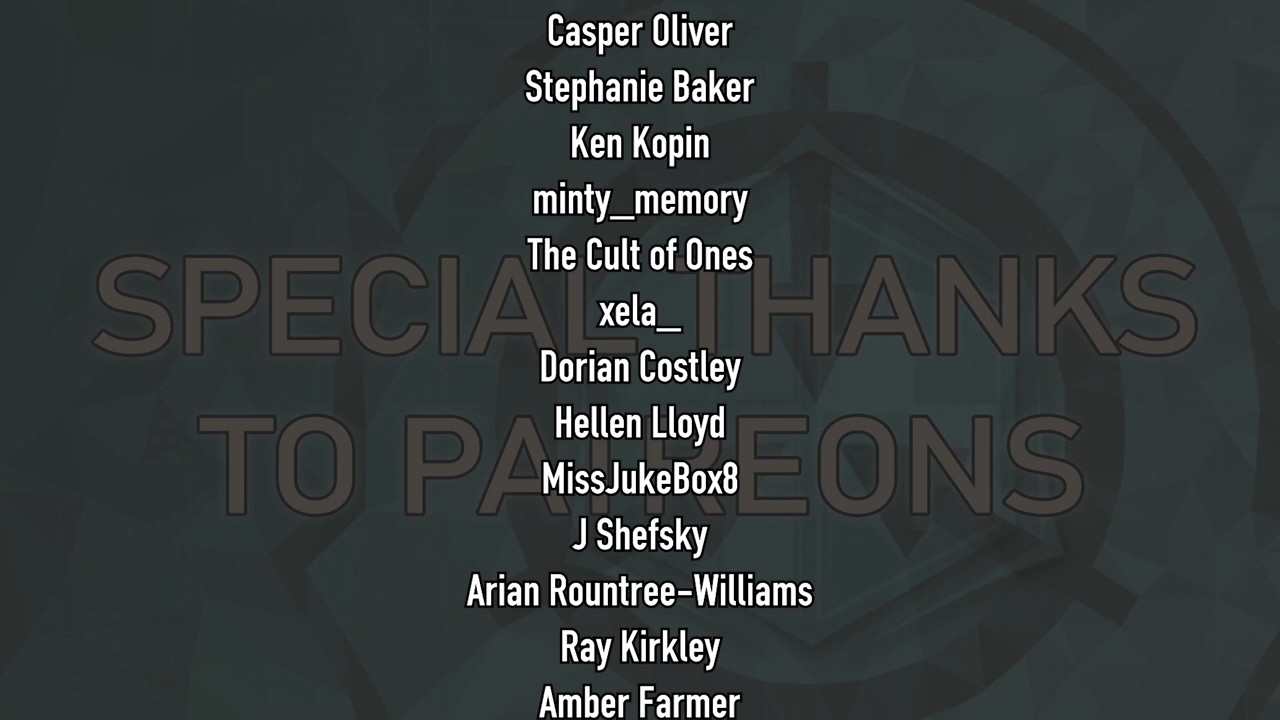 Casper Oliver
Stephanie Baker
Ken Kopin
minty_memory
The Cult of Ones
SPECIAL THANKS
xela_
Dorian Costley
Hellen Lloyd
TO PATREONS
MissJukeBox8
J Shefsky
Arian Rountree-Williams
Ray Kirkley
Amber Farmer